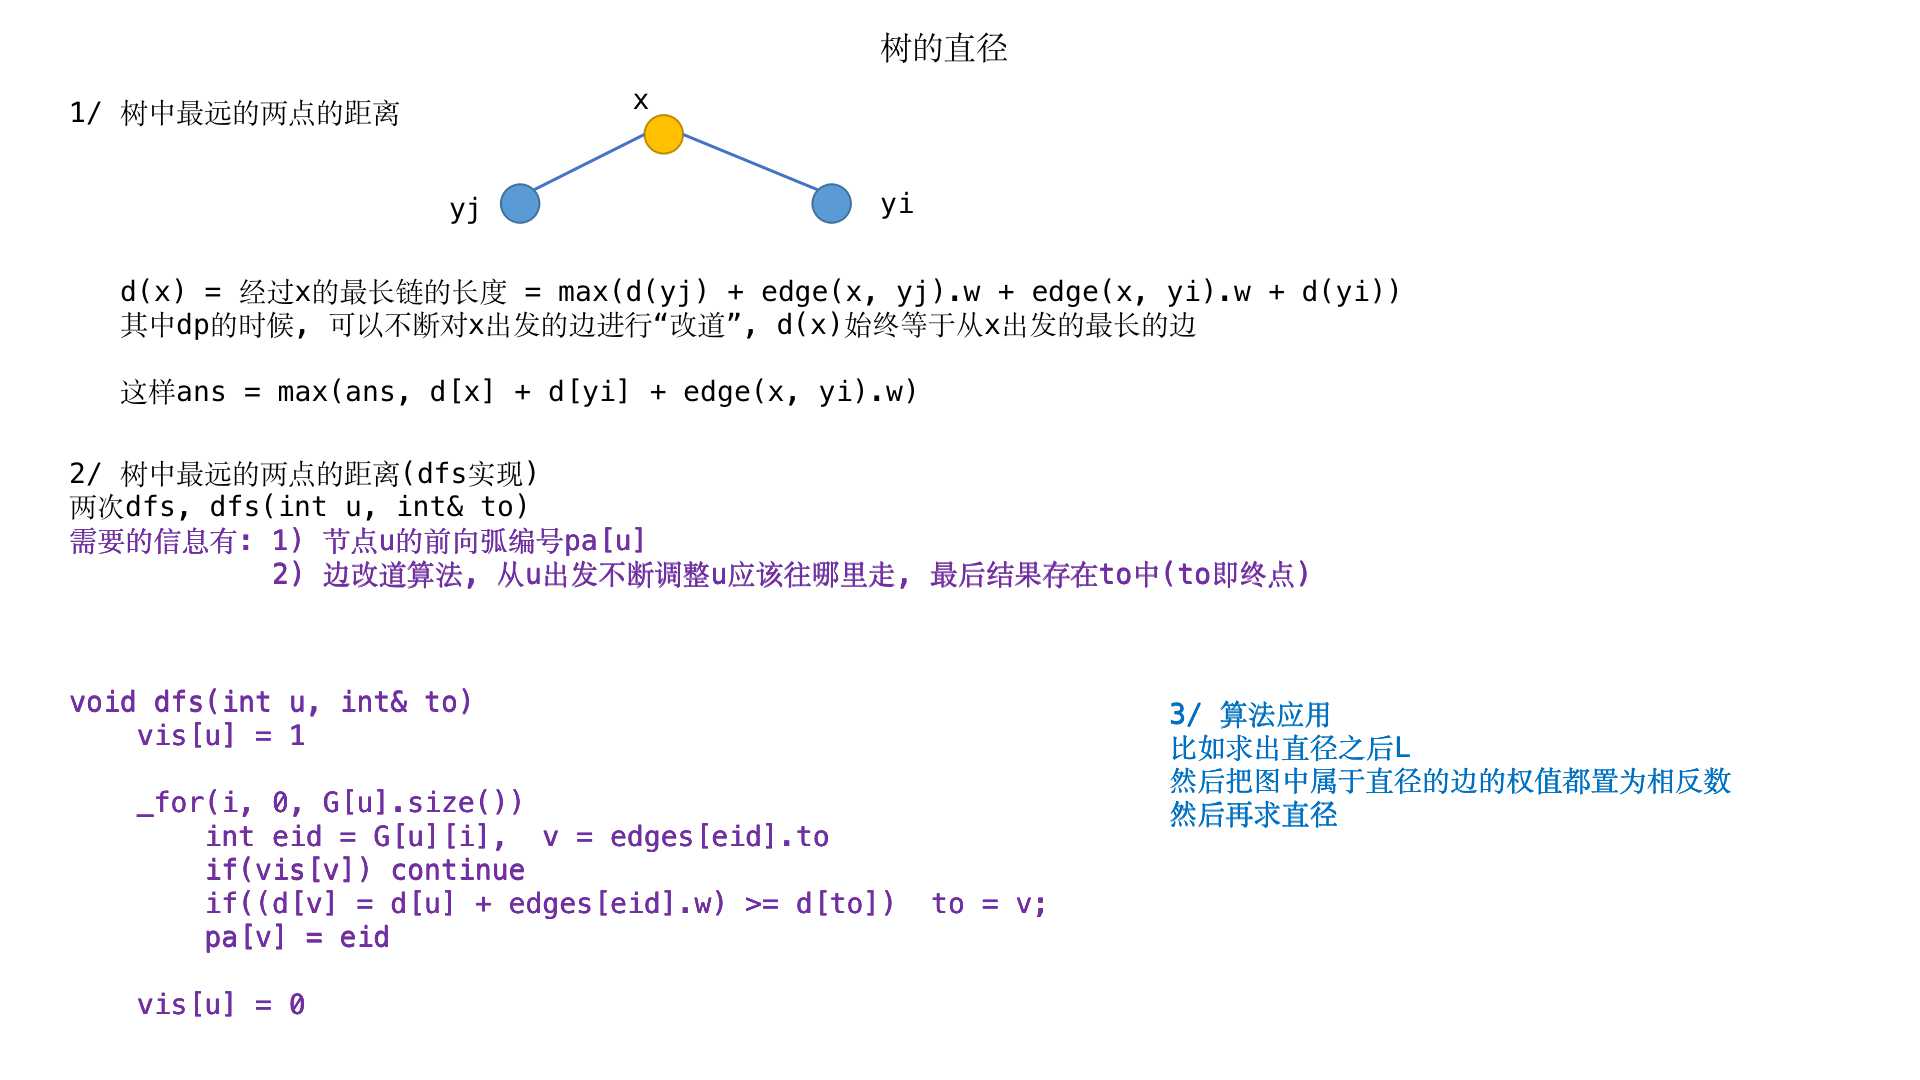 树的直径
1/ 树中最远的两点的距离
x
yj
yi
d(x) = 经过x的最长链的长度 = max(d(yj) + edge(x, yj).w + edge(x, yi).w + d(yi))
其中dp的时候, 可以不断对x出发的边进行“改道”, d(x)始终等于从x出发的最长的边
这样ans = max(ans, d[x] + d[yi] + edge(x, yi).w)
2/ 树中最远的两点的距离(dfs实现)
两次dfs, dfs(int u, int& to)
需要的信息有: 1) 节点u的前向弧编号pa[u]
2) 边改道算法, 从u出发不断调整u应该往哪里走, 最后结果存在to中(to即终点)
void dfs(int u, int& to)
vis[u] = 1
_for(i, 0, G[u].size())
int eid = G[u][i], v = edges[eid].to
if(vis[v]) continue
if((d[v] = d[u] + edges[eid].w) >= d[to]) to = v;
pa[v] = eid
vis[u] = 0
3/ 算法应用
比如求出直径之后L
然后把图中属于直径的边的权值都置为相反数
然后再求直径